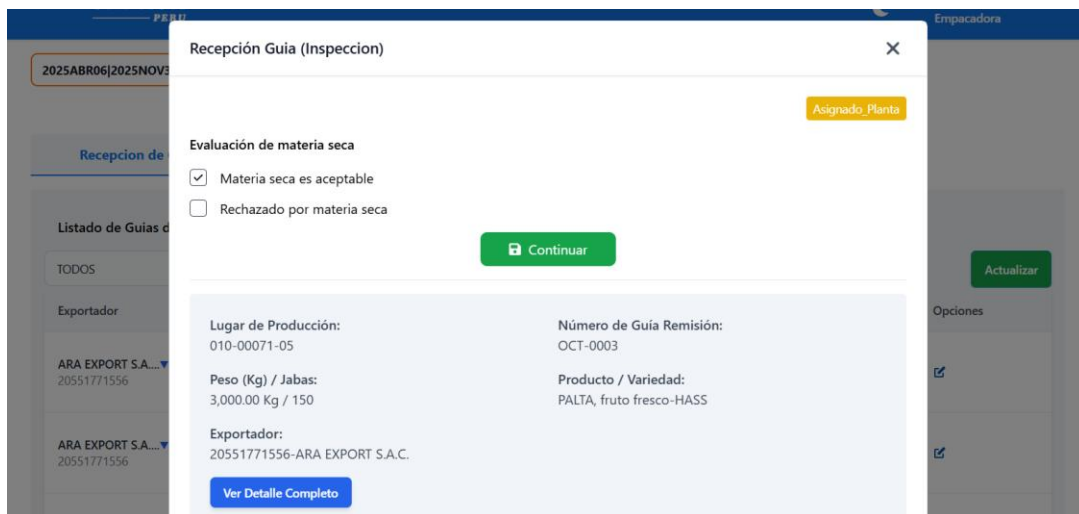 PERU
Empacadora
Recepción Guia (Inspeccion)
2025ABR06|2025NOV3
Asignado_Planta
Recepcion de
Evaluación de materia seca
Materia seca es aceptable
Rechazado por materia seca
Listado de Guias d
Continuar
TODOS
Actualizar
Exportador
Opciones
Lugar de Producción:
010-00071-05
Número de Guía Remisión:
OCT-0003
ARA EXPORT S.A....
20551771556
Peso (Kg) / Jabas:
3,000.00 Kg / 150
Producto / Variedad:
PALTA, fruto fresco-HASS
Exportador:
20551771556-ARA EXPORT S.A.C.
ARA EXPORT S.A....
20551771556
Ver Detalle Completo